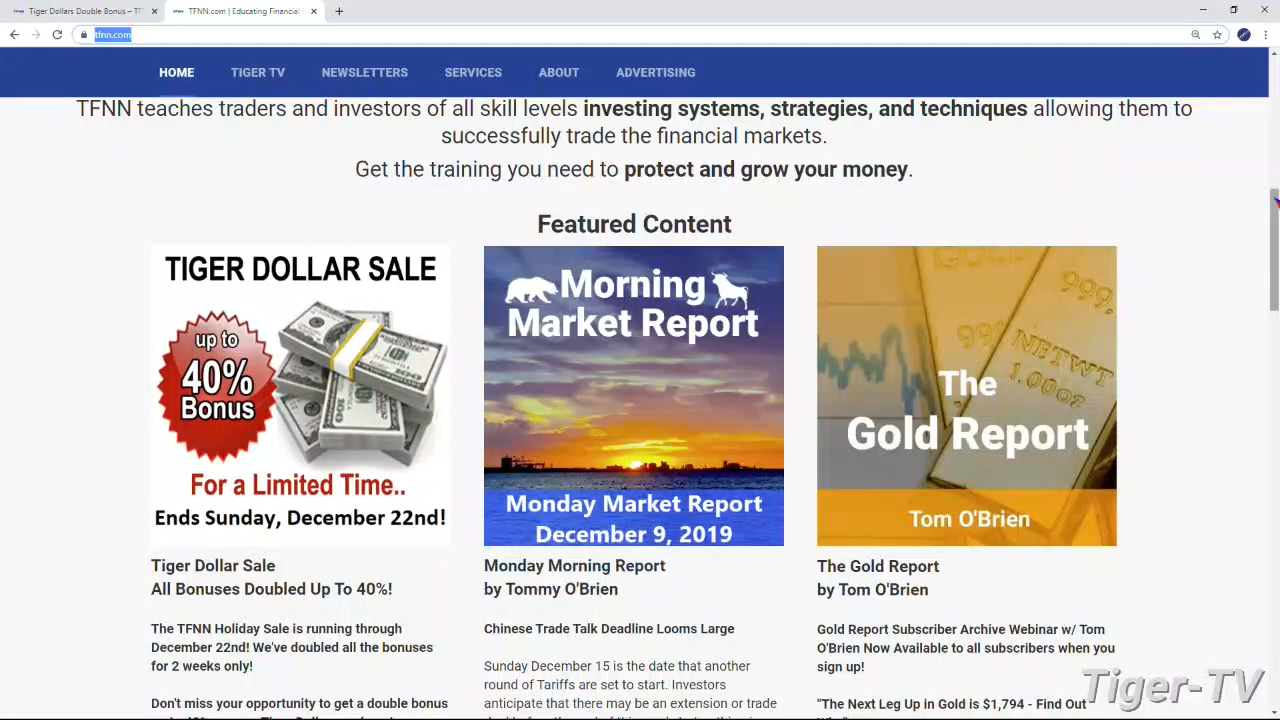 Tiger Dollars Double Bonus – TF
TFNN.com | Educating Financial S
tfnn.com
HOME TIGER TV NEWSLETTERS SERVICES ABOUT ADVERTISING
TFNN teaches traders and investors of all skill levels investing systems, strategies, and techniques allowing them to
successfully trade the financial markets.
Get the training you need to protect and grow your money.
Featured Content
TIGER DOLLAR SALE
up to
40%
Bonus
For a Limited Time..
Ends Sunday, December 22nd!
Tiger Dollar Sale
All Bonuses Doubled Up To 40%!
The TFNN Holiday Sale is running through
December 22nd! We've doubled all the bonuses
for 2 weeks only!
Don't miss your opportunity to get a double bonus
Morning
Market Report
Monday Market Report
December 9, 2019
Monday Morning Report
by Tommy O'Brien
Chinese Trade Talk Deadline Looms Large
Sunday December 15 is the date that another
round of Tariffs are set to start. Investors
anticipate that there may be an extension or trade
GOLD
999,
99
NETWT
1.00oz
The
Gold Report
Tom O'Brien
The Gold Report
by Tom O'Brien
Gold Report Subscriber Archive Webinar w/ Tom
O'Brien Now Available to all subscribers when you
sign up!
"The Next Leg Up in Gold is $1,794 - Find Out
Tiger-TV